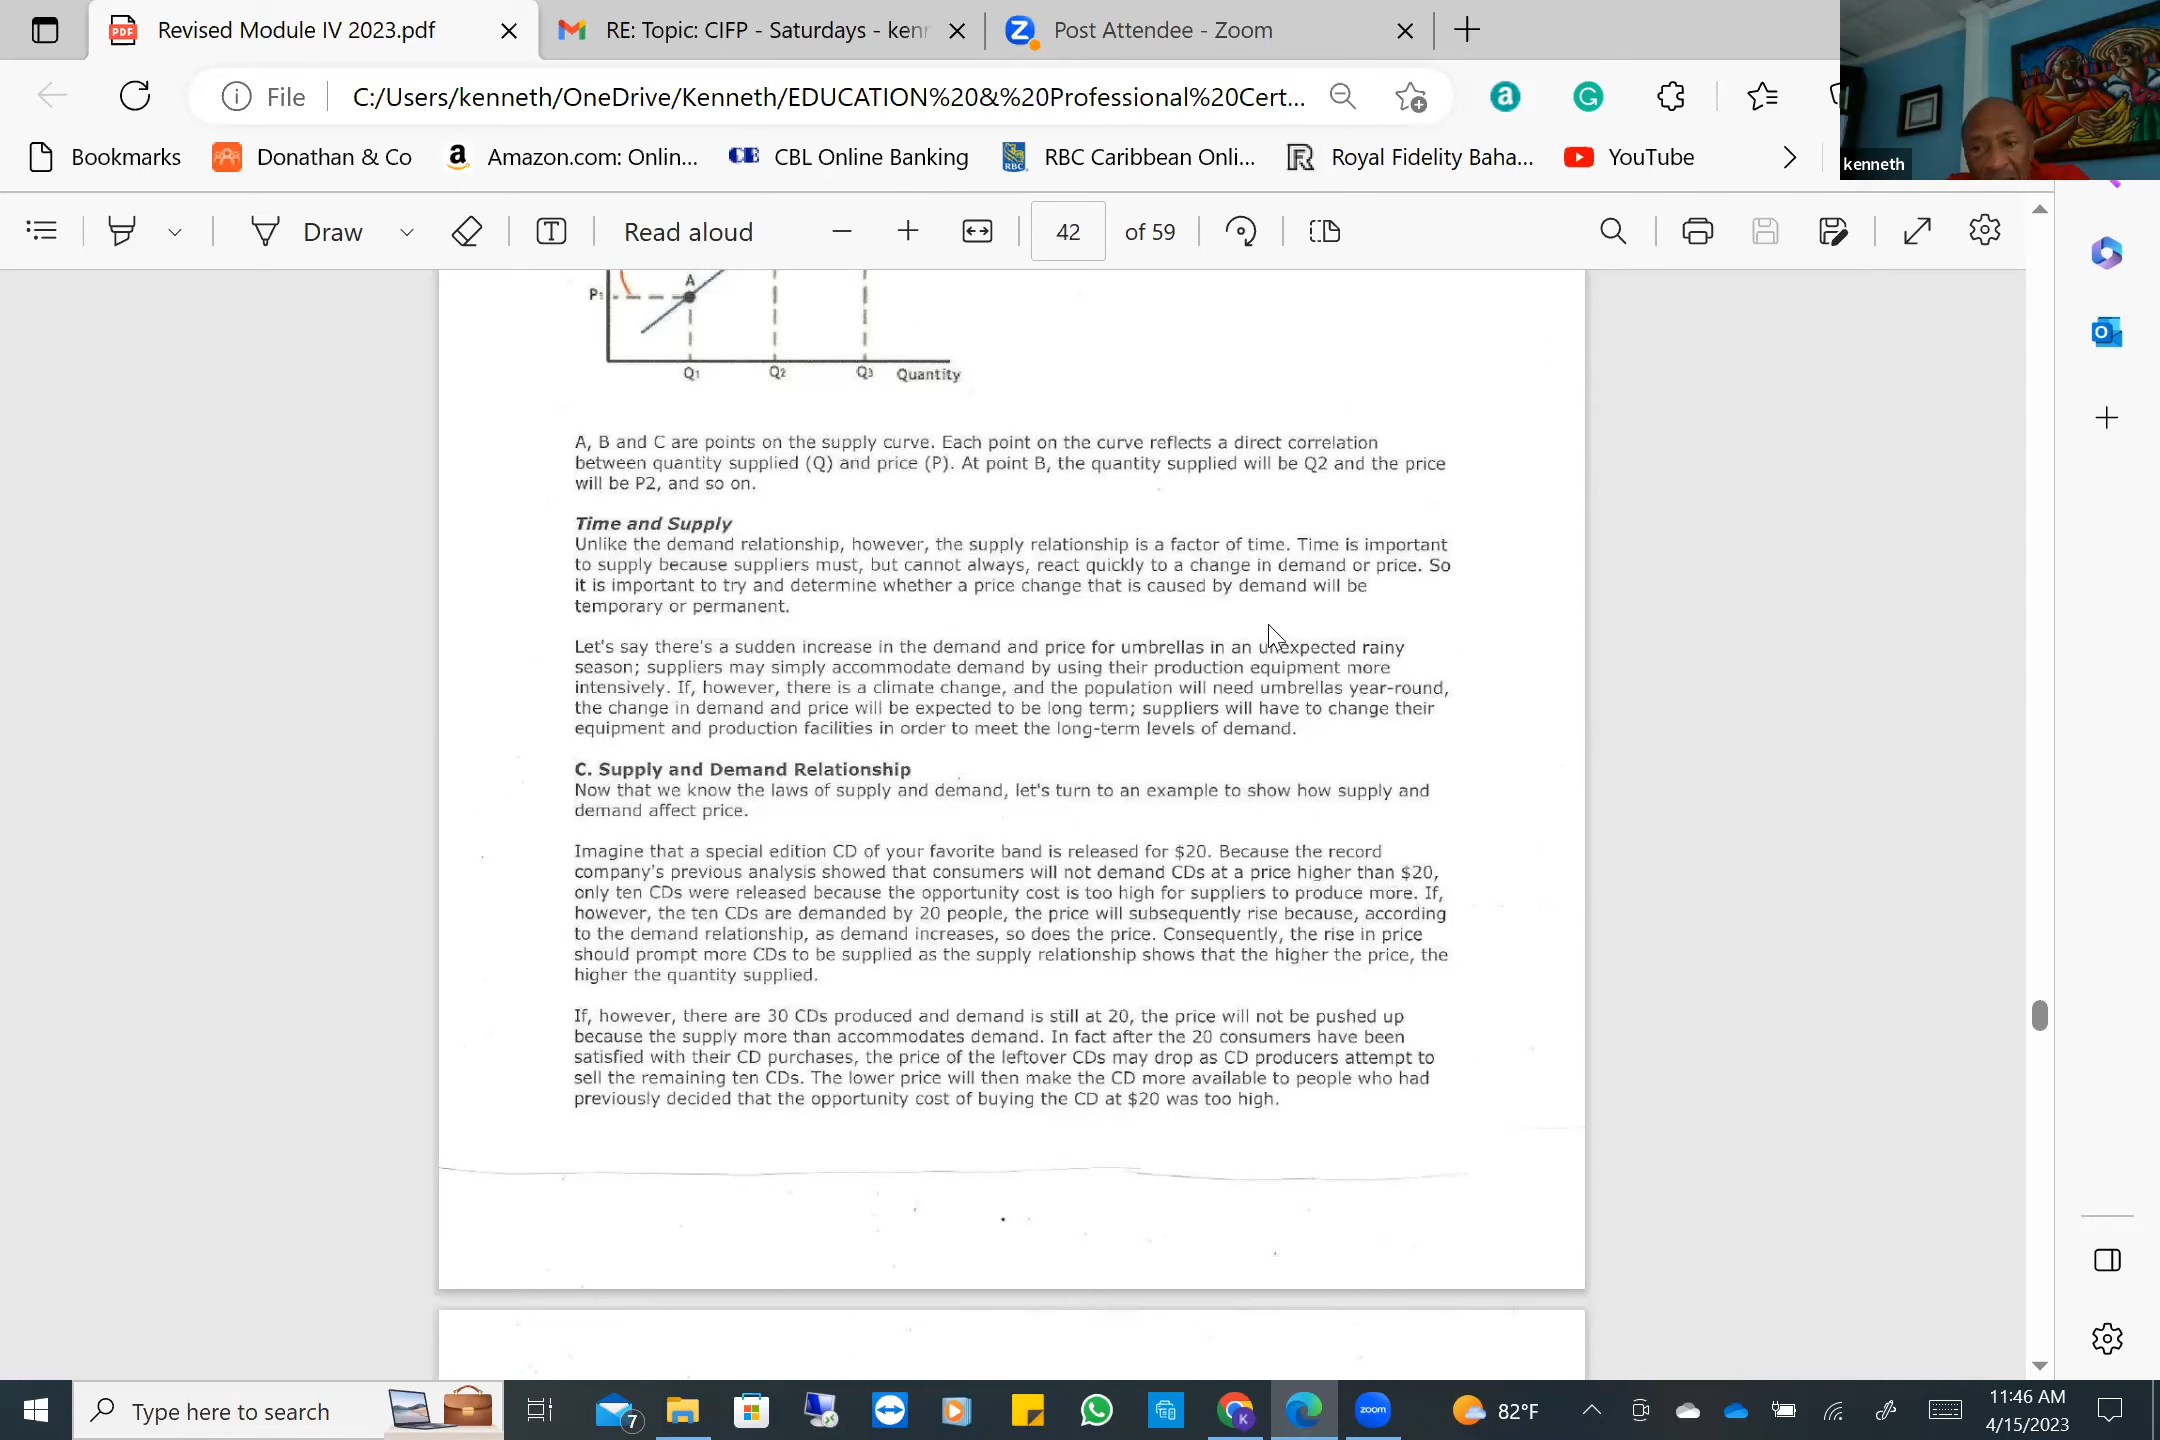 Revised Module IV 2023.pdf
RE: Topic: CIFP - Saturdays - ken
Post Attendee - Zoom
File
C:/Users/kenneth/OneDrive/Kenneth/EDUCATION%20&%20Professional%20Cert...
Bookmarks
Donathan & Co
Amazon.com: Onlin...
CBL Online Banking
RBC Caribbean Onli...
Royal Fidelity Baha...
YouTube
kenneth
Draw
Read aloud
42
of 59
A
P1
Q1
Q2
Q3
Quantity
A, B and C are points on the supply curve. Each point on the curve reflects a direct correlation
between quantity supplied (Q) and price (P). At point B, the quantity supplied will be Q2 and the price
will be P2, and so on.
Time and Supply
Unlike the demand relationship, however, the supply relationship is a factor of time. Time is important
to supply because suppliers must, but cannot always, react quickly to a change in demand or price. So
it is important to try and determine whether a price change that is caused by demand will be
temporary or permanent.
Let's say there's a sudden increase in the demand and price for umbrellas in an unexpected rainy
season; suppliers may simply accommodate demand by using their production equipment more
intensively. If, however, there is a climate change, and the population will need umbrellas year-round,
the change in demand and price will be expected to be long term; suppliers will have to change their
equipment and production facilities in order to meet the long-term levels of demand.
C. Supply and Demand Relationship
Now that we know the laws of supply and demand, let's turn to an example to show how supply and
demand affect price.
Imagine that a special edition CD of your favorite band is released for $20. Because the record
company's previous analysis showed that consumers will not demand CDs at a price higher than $20,
only ten CDs were released because the opportunity cost is too high for suppliers to produce more. If,
however, the ten CDs are demanded by 20 people, the price will subsequently rise because, according
to the demand relationship, as demand increases, so does the price. Consequently, the rise in price
should prompt more CDs to be supplied as the supply relationship shows that the higher the price, the
higher the quantity supplied.
If, however, there are 30 CDs produced and demand is still at 20, the price will not be pushed up
because the supply more than accommodates demand. In fact after the 20 consumers have been
satisfied with their CD purchases, the price of the leftover CDs may drop as CD producers attempt to
sell the remaining ten CDs. The lower price will then make the CD more available to people who had
previously decided that the opportunity cost of buying the CD at $20 was too high.
Type here to search
7
zoom
82°F
11:46 AM
4/15/2023